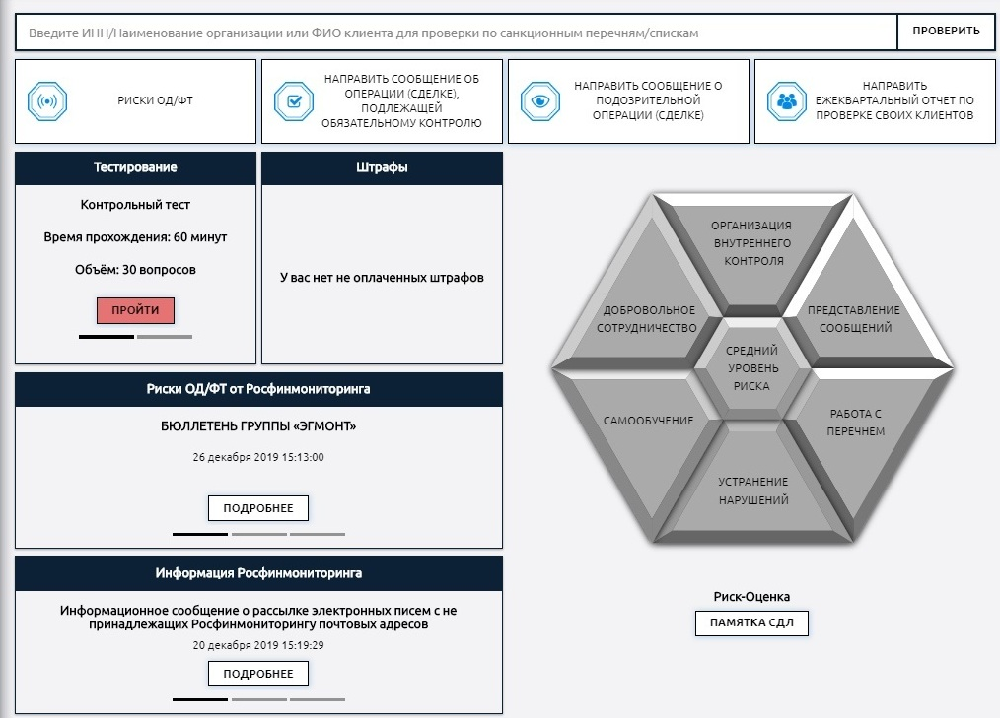 Введите ИНН/Наименование организации или ФИО клиента для проверки по санкционным перечням/спискам
ПРОВЕРИТЬ
РИСКИ ОД/ФТ
НАПРАВИТЬ СООБЩЕНИЕ ОБ
ОПЕРАЦИИ (СДЕЛКЕ),
ПОДЛЕЖАЩЕЙ
ОБЯЗАТЕЛЬНОМУ КОНТРОЛЮ
НАПРАВИТЬ СООБЩЕНИЕ О
ПОДОЗРИТЕЛЬНОЙ
ОПЕРАЦИИ (СДЕЛКЕ)
НАПРАВИТЬ
ЕЖЕКВАРТАЛЬНЫЙ ОТЧЕТ ПО
ПРОВЕРКЕ СВОИХ КЛИЕНТОВ
Тестирование
Контрольный тест
Время прохождения: 60 минут
Объём: 30 вопросов
ПРОЙТИ
Штрафы
У вас нет не оплаченных штрафов
Риски ОД/ФТ от Росфинмониторинга
БЮЛЛЕТЕНЬ ГРУППЫ «ЭГМОНТ»
26 декабря 2019 15:13:00
ПОДРОБНЕЕ
Информация Росфинмониторинга
Информационное сообщение о рассылке электронных писем с не
принадлежащих Росфинмониторингу почтовых адресов
20 декабря 2019 15:19:29
ПОДРОБНЕЕ
ОРГАНИЗАЦИЯ
ВНУТРЕННЕГО
КОНТРОЛЯ
ДОБРОВОЛЬНОЕ
СОТРУДНИЧЕСТВО
ПРЕДСТАВЛЕНИЕ
СООБЩЕНИЙ
СРЕДНИЙ
УРОВЕНЬ
РИСКА
САМООБУЧЕНИЕ
РАБОТА С
ПЕРЕЧНЕМ
УСТРАНЕНИЕ
НАРУШЕНИЙ
Риск-Оценка
ПАМЯТКА СДЛ